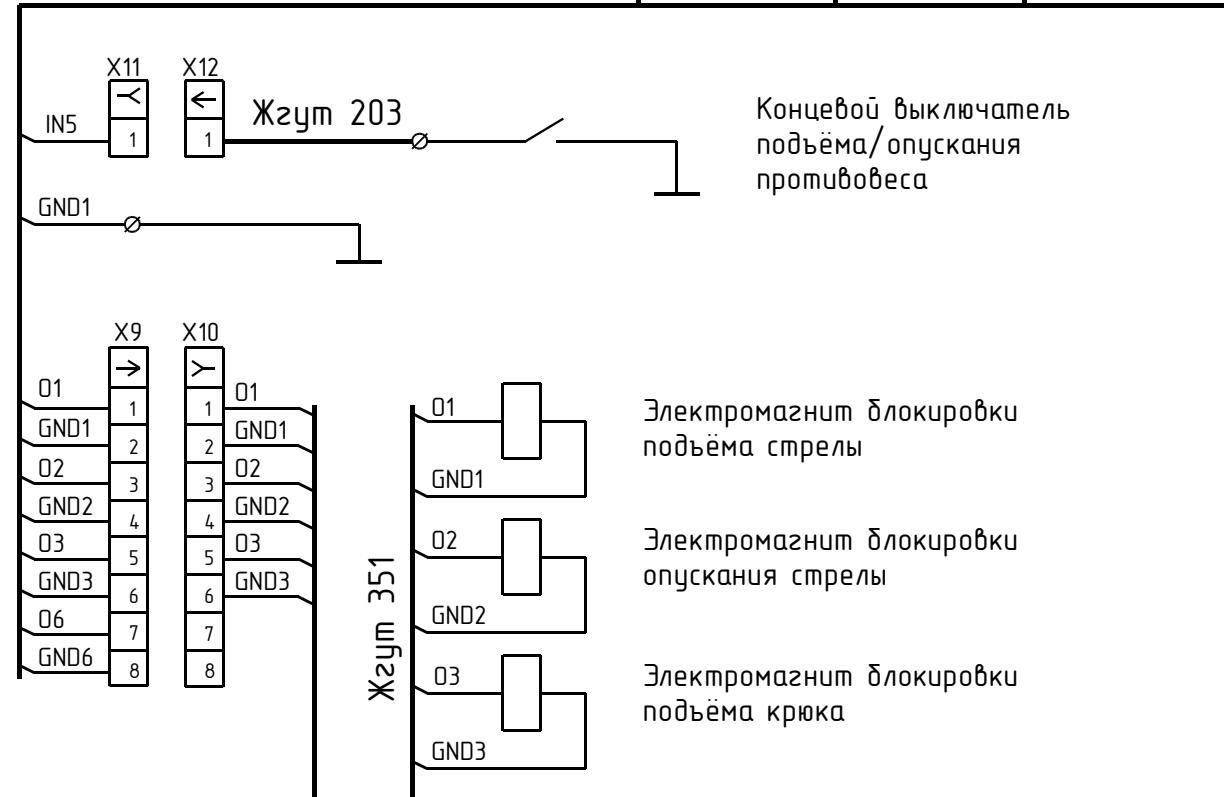 X11 X12
IN5 1 1 Жгут 203
Концевой выключатель
подъёма/опускания
противовеса
GND1
X9 X10
O1 1 1 O1
GND1 2 2 GND1
O2 3 3 O2
GND2 4 4 GND2
O3 5 5 O3
GND3 6 6 GND3
O6 7 7
GND6 8 8
Жгут 351
O1
GND1
Электромагнит блокировки
подъёма стрелы
O2
GND2
Электромагнит блокировки
опускания стрелы
O3
GND3
Электромагнит блокировки
подъёма крюка